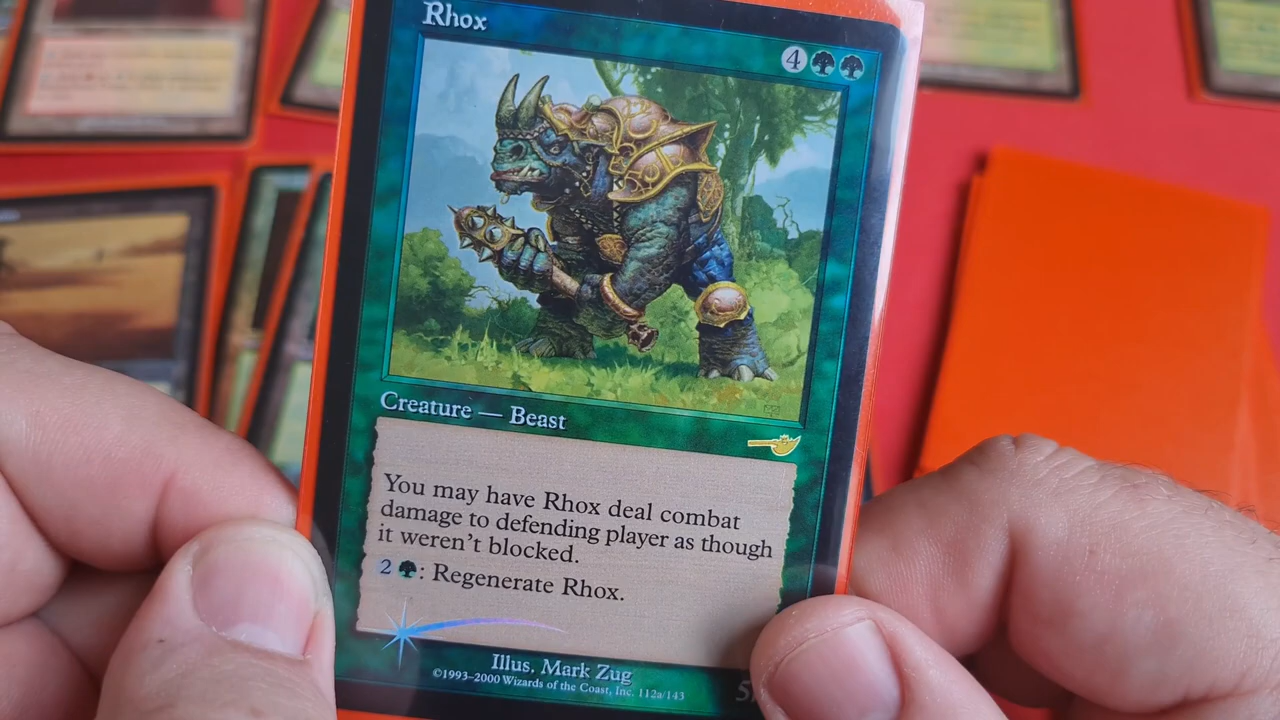 Rhox
4
Creature — Beast
You may have Rhox deal combat
damage to defending player as though
it weren't blocked.
2 : Regenerate Rhox.
Illus. Mark Zug
©1993–2000 Wizards of the Coast, Inc. 112a/143
5/